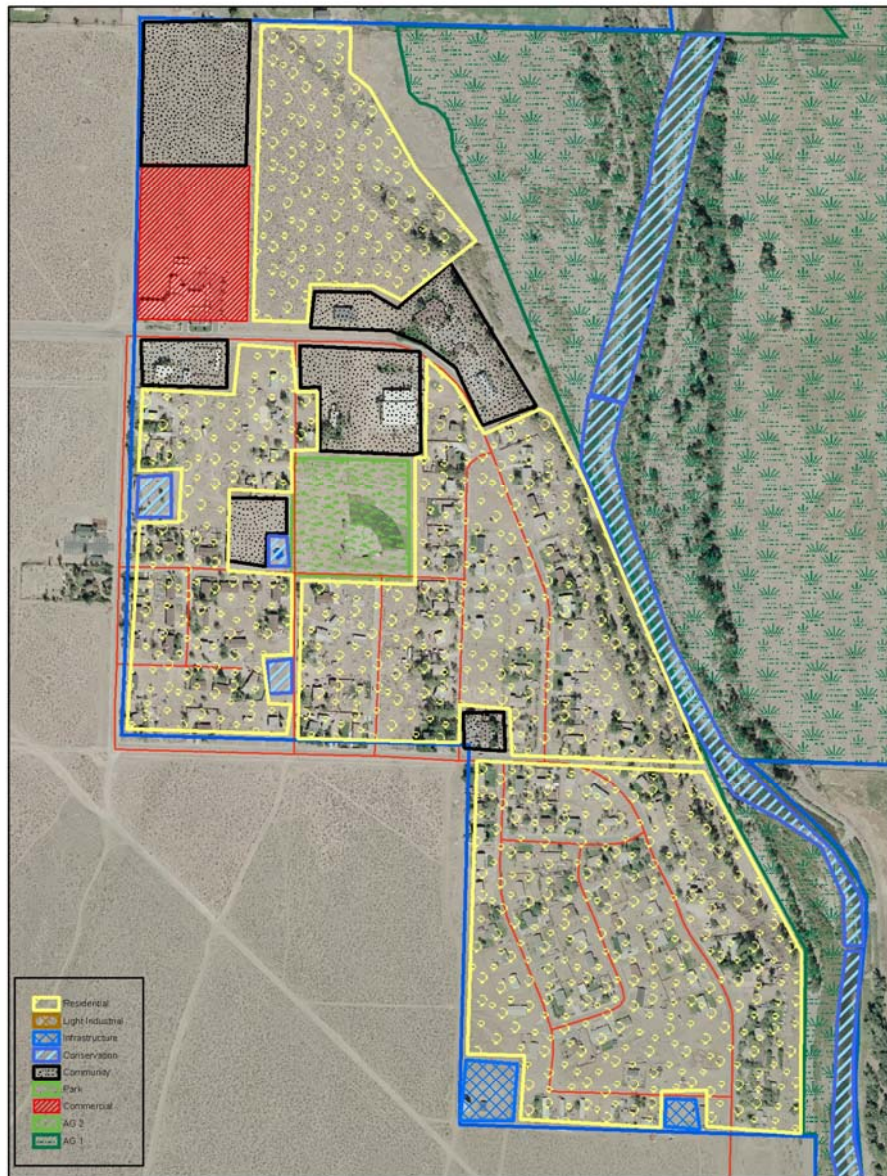 Residential
Light Industrial
Infrastructure
Conservation
Community
Park
Commercial
AG 2
AG 1